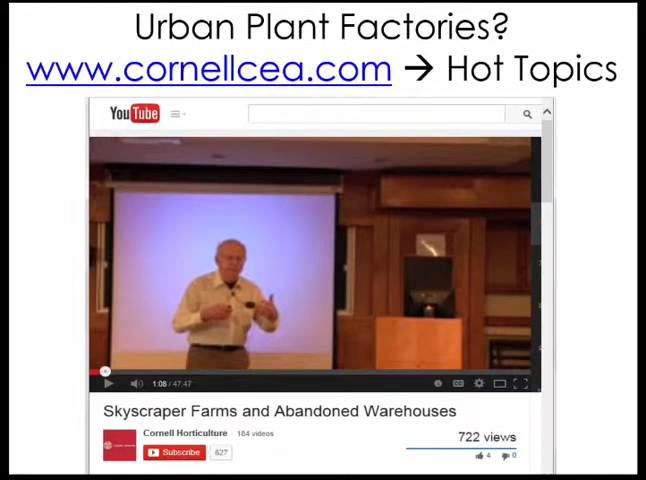 Urban Plant Factories?
www.cornellcea.com → Hot Topics
YouTube
1:08 / 47:47
CC
Skyscraper Farms and Abandoned Warehouses
Cornell Horticulture · 184 videos
Subscribe 627
722 views
4 0